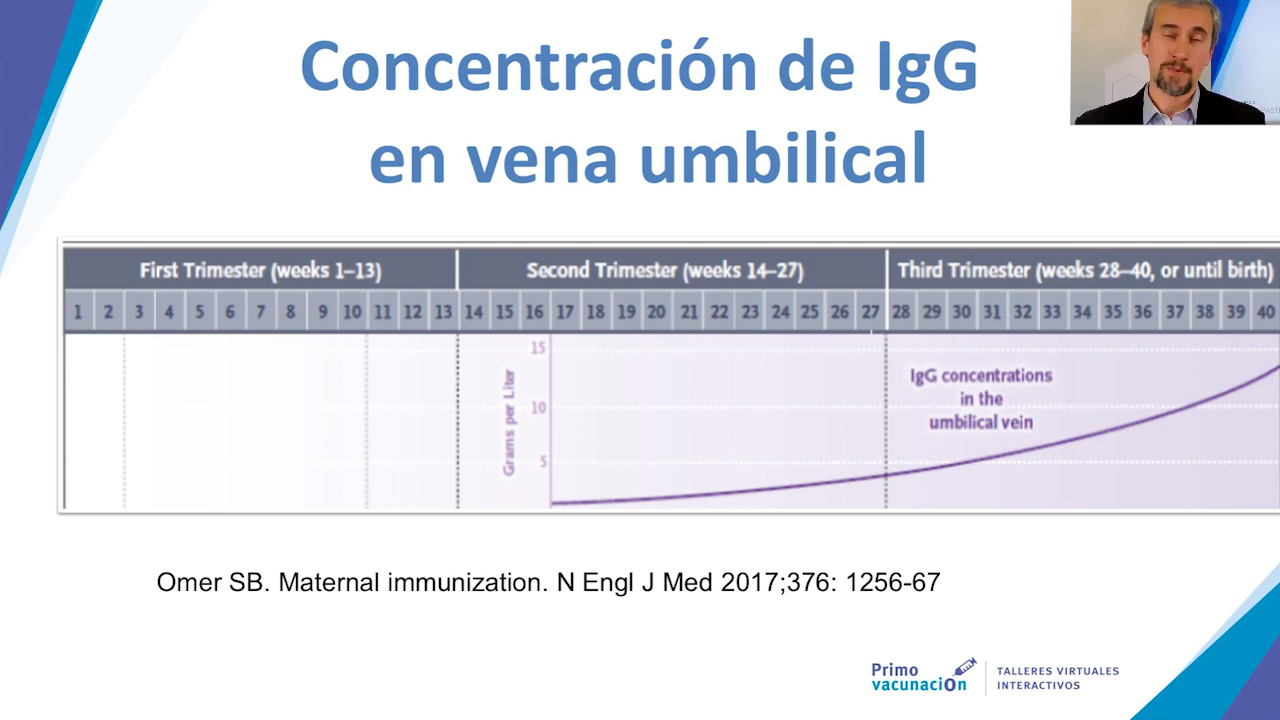 Concentración de IgG
en vena umbilical
First Trimester (weeks 1–13) Second Trimester (weeks 14–27) Third Trimester (weeks 28–40, or until birth)
1 2 3 4 5 6 7 8 9 10 11 12 13 14 15 16 17 18 19 20 21 22 23 24 25 26 27 28 29 30 31 32 33 34 35 36 37 38 39 40
15
10
5
Grams per Liter
IgG concentrations
in the
umbilical vein
Omer SB. Maternal immunization. N Engl J Med 2017;376: 1256-67
Primo
vacunación
TALLERES VIRTUALES
INTERACTIVOS